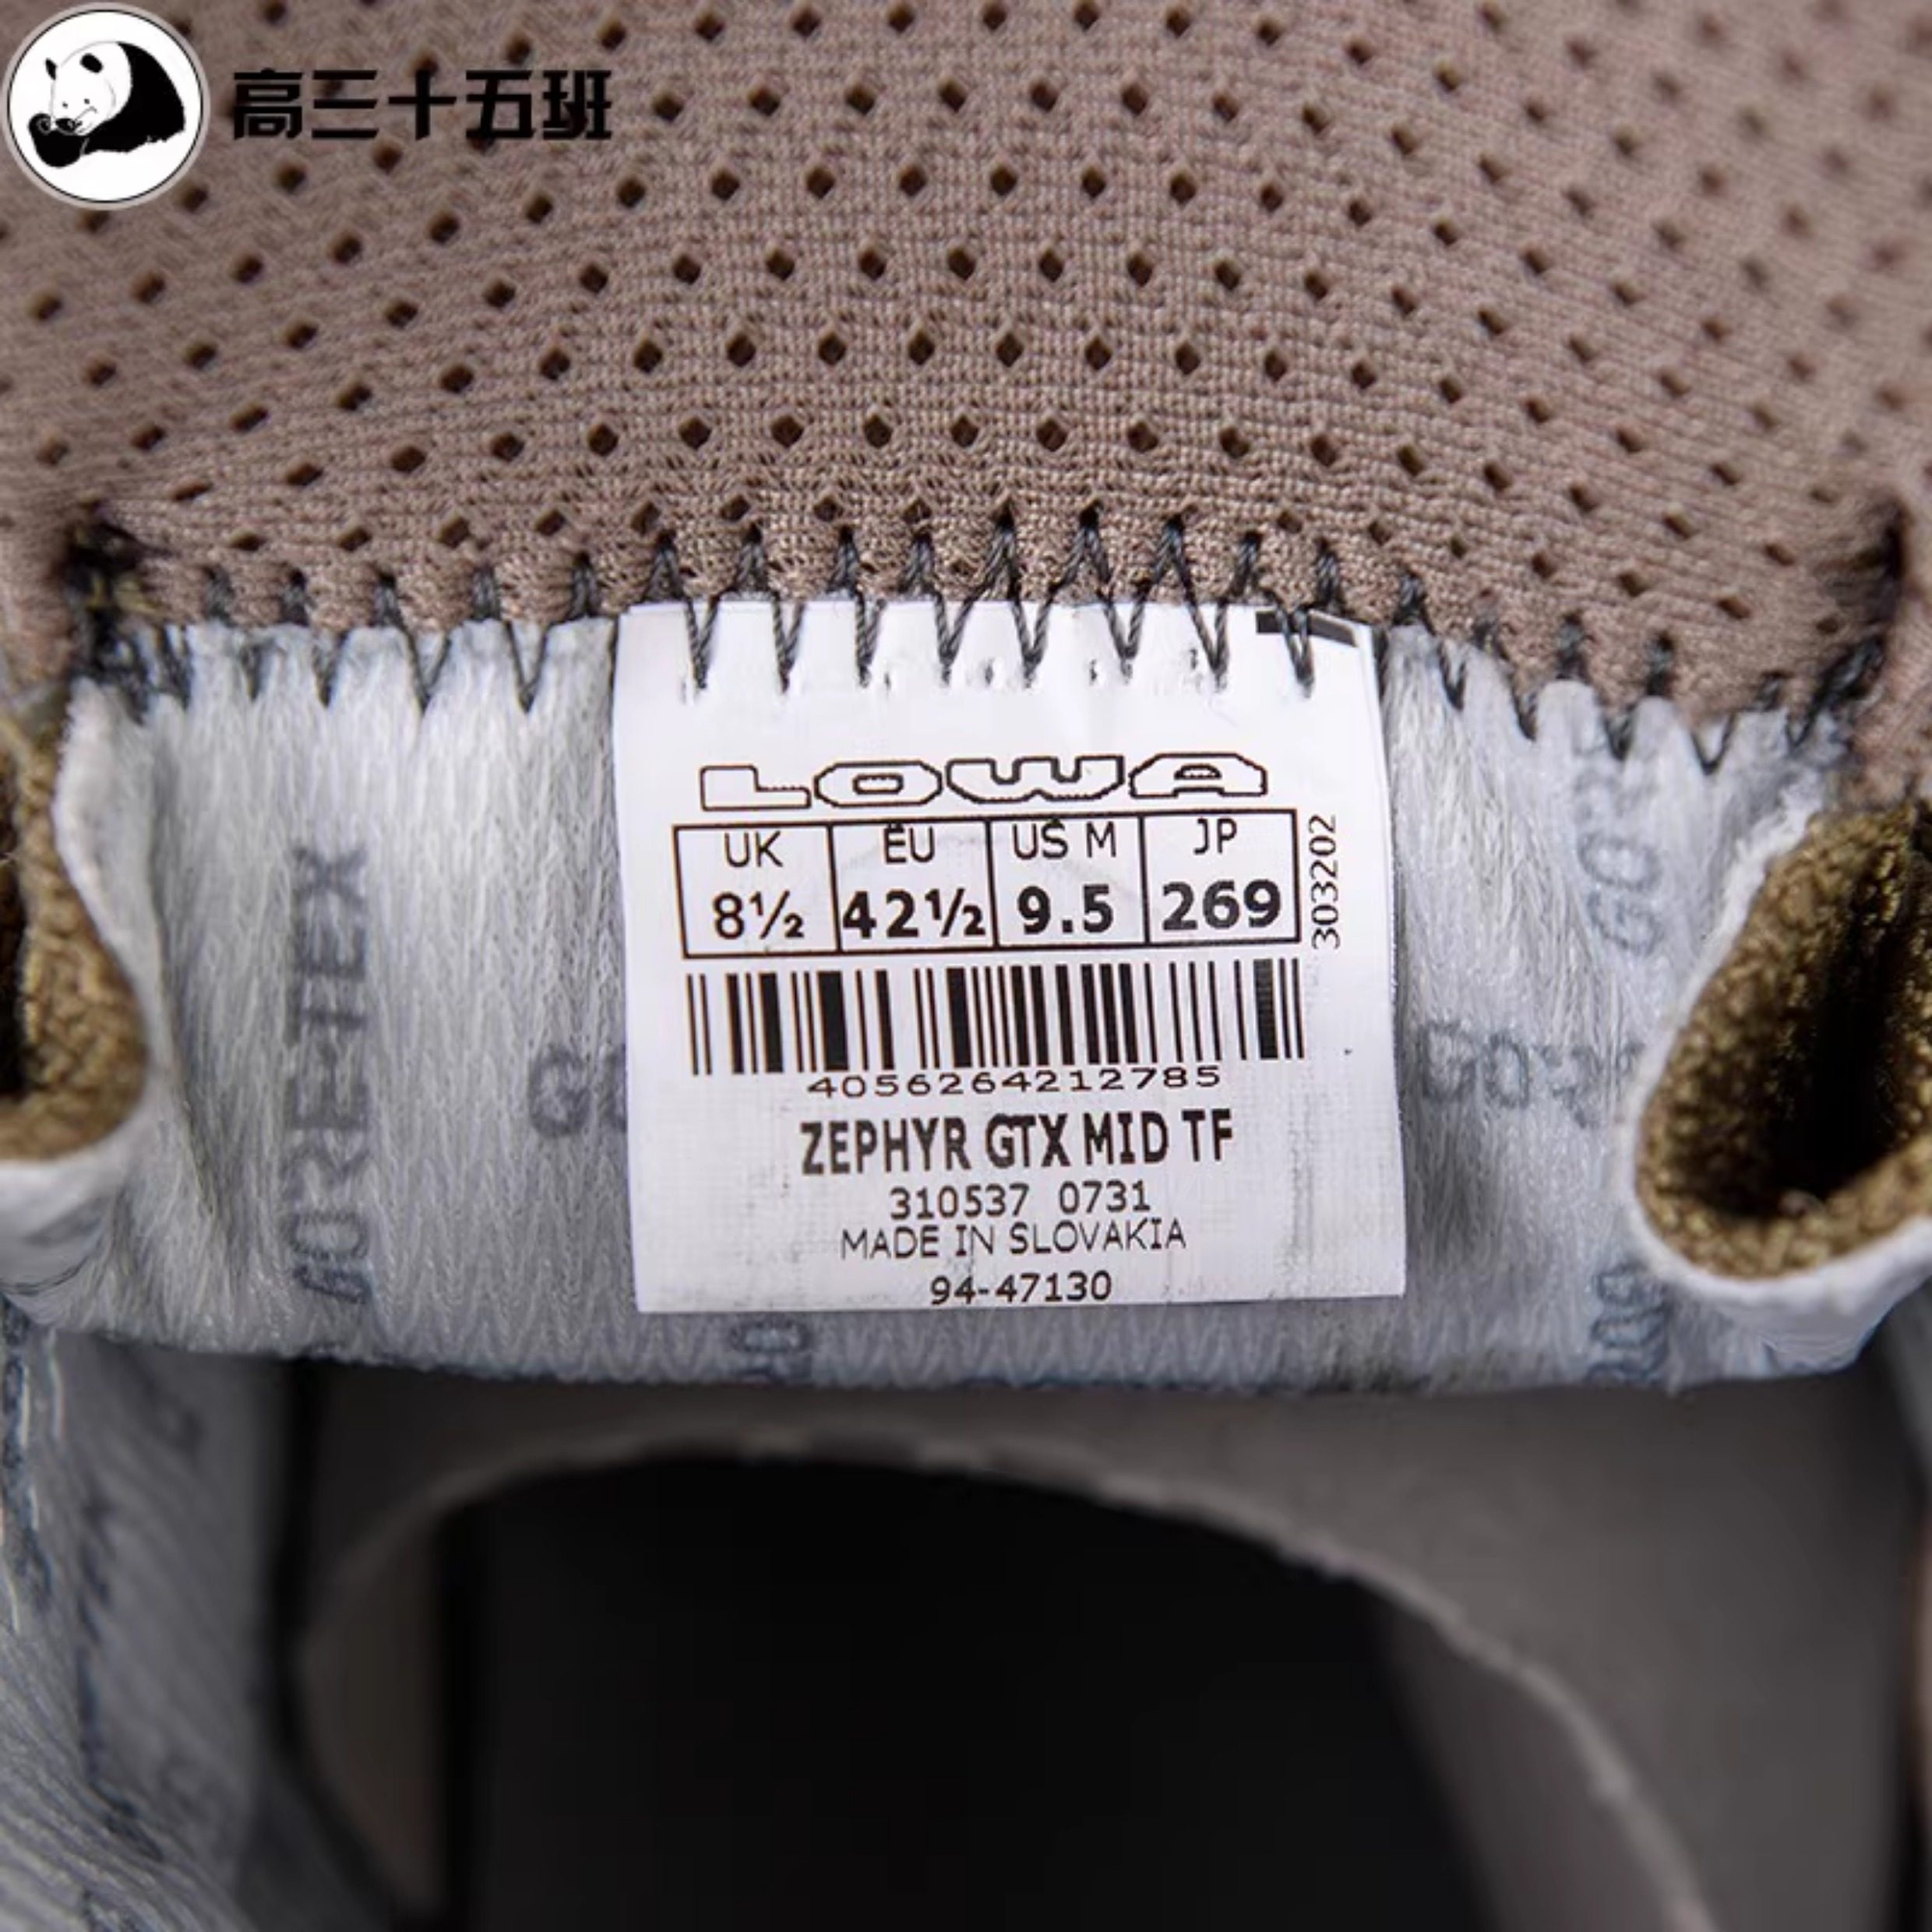 高三十五班
LOWA
UK EU US M JP
8½ 42½ 9.5 269
303202
4056264212785
ZEPHYR GTX MID TF
310537 0731
MADE IN SLOVAKIA
94-47130
GORE-TEX